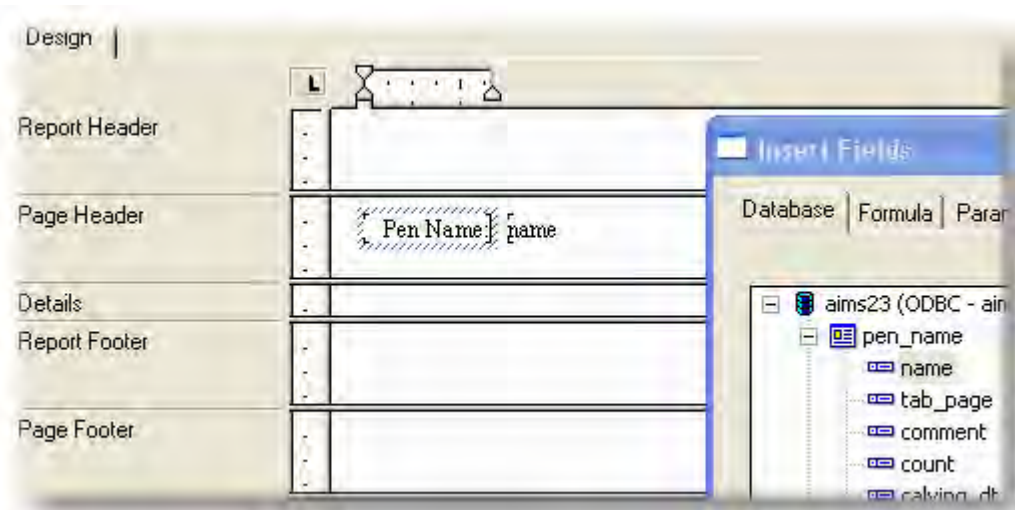 Design
L
Report Header
Insert Fields
Page Header
Pen Name: name
Database Formula
Details
aims23 (ODBC -
pen_name
Report Footer
name
tab_page
Page Footer
comment
count
calving_dt